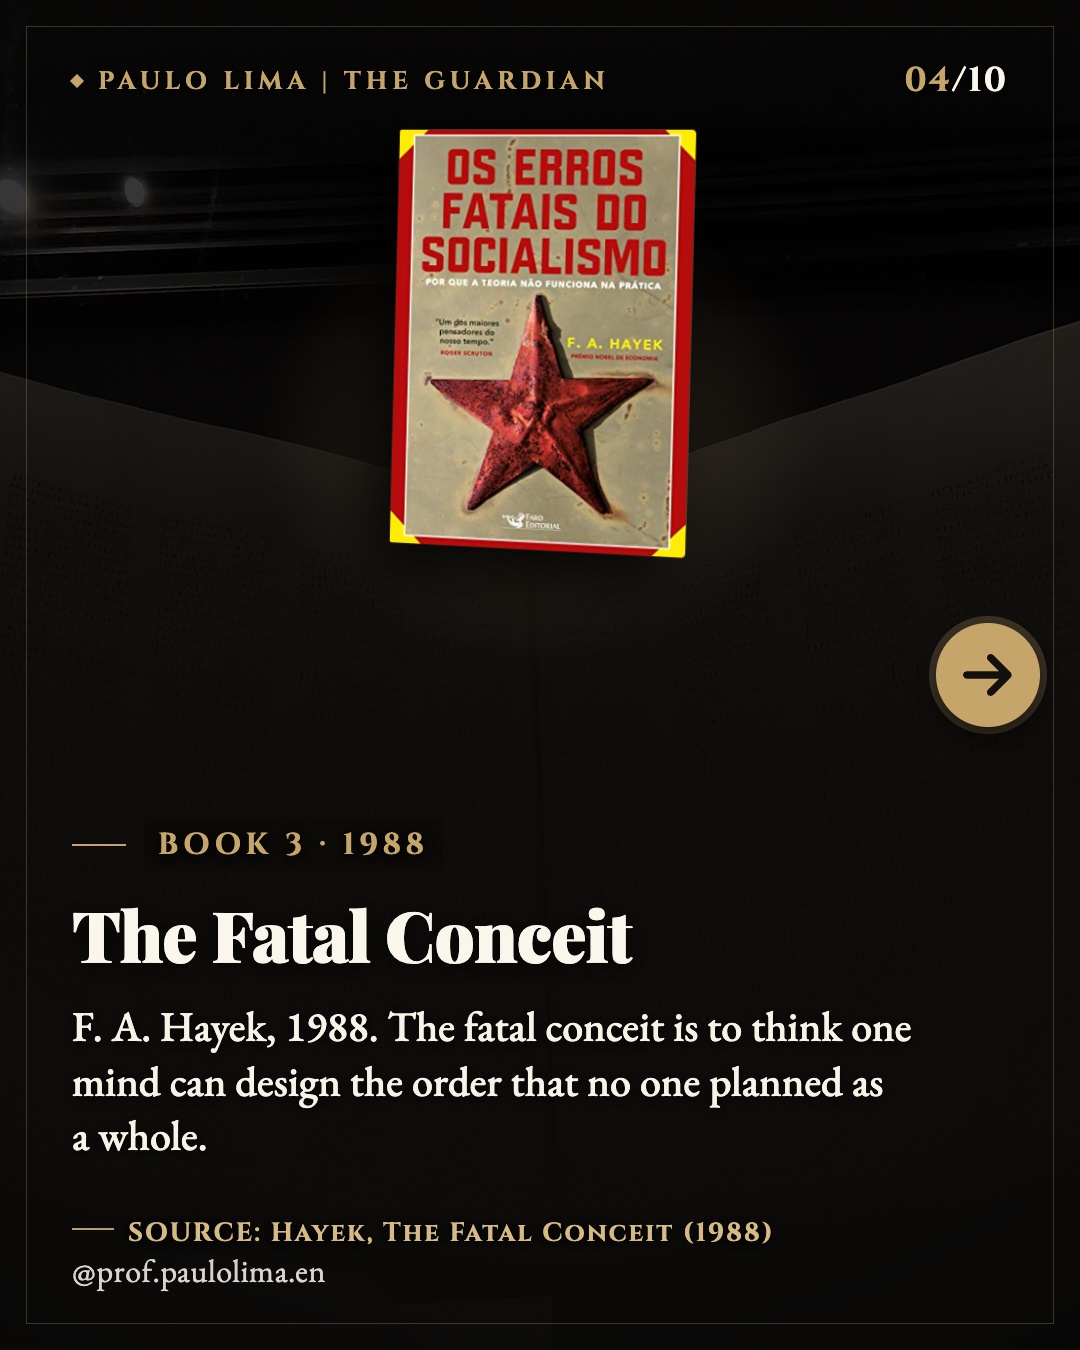 ◆ PAULO LIMA | THE GUARDIAN
04/10
OS ERROS
FATAIS DO
SOCIALISMO
POR QUE A TEORIA NÃO FUNCIONA NA PRÁTICA
"Um dos maiores
pensadores do
nosso tempo."
ROGER SCRUTON
F. A. HAYEK
PRÊMIO NOBEL DE ECONOMIA
FARO
EDITORIAL
BOOK 3 · 1988
The Fatal Conceit
F. A. Hayek, 1988. The fatal conceit is to think one
mind can design the order that no one planned as
a whole.
SOURCE: HAYEK, THE FATAL CONCEIT (1988)
@prof.paulolima.en